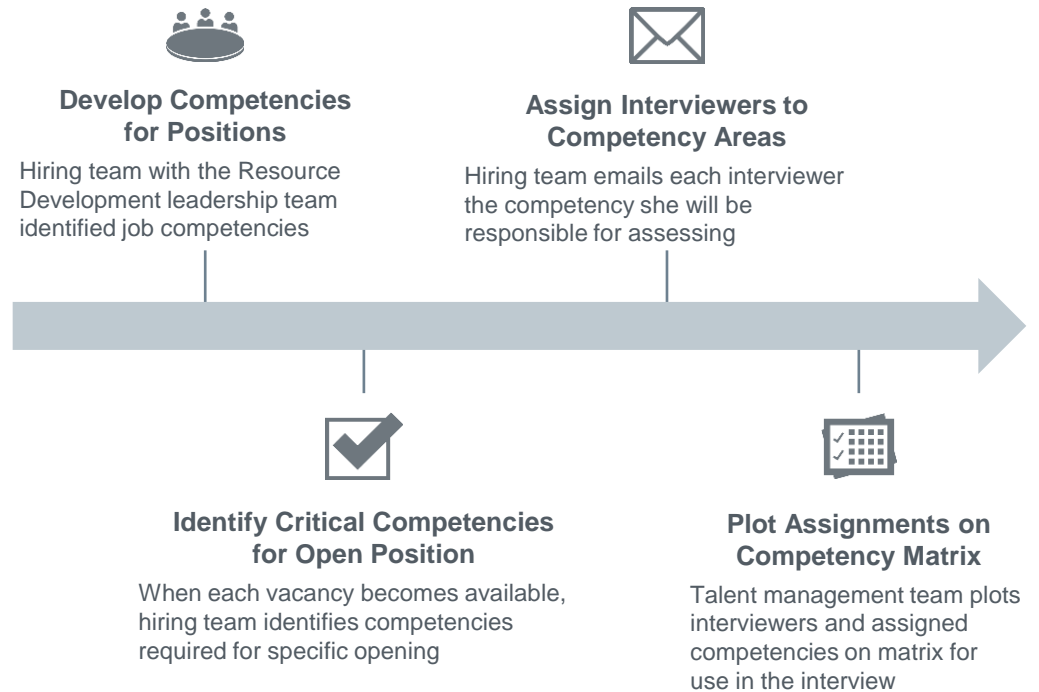 Develop Competencies
for Positions
Hiring team with the Resource
Development leadership team
identified job competencies
Identify Critical Competencies
for Open Position
When each vacancy becomes available,
hiring team identifies competencies
required for specific opening
Assign Interviewers to
Competency Areas
Hiring team emails each interviewer
the competency she will be
responsible for assessing
Plot Assignments on
Competency Matrix
Talent management team plots
interviewers and assigned
competencies on matrix for
use in the interview